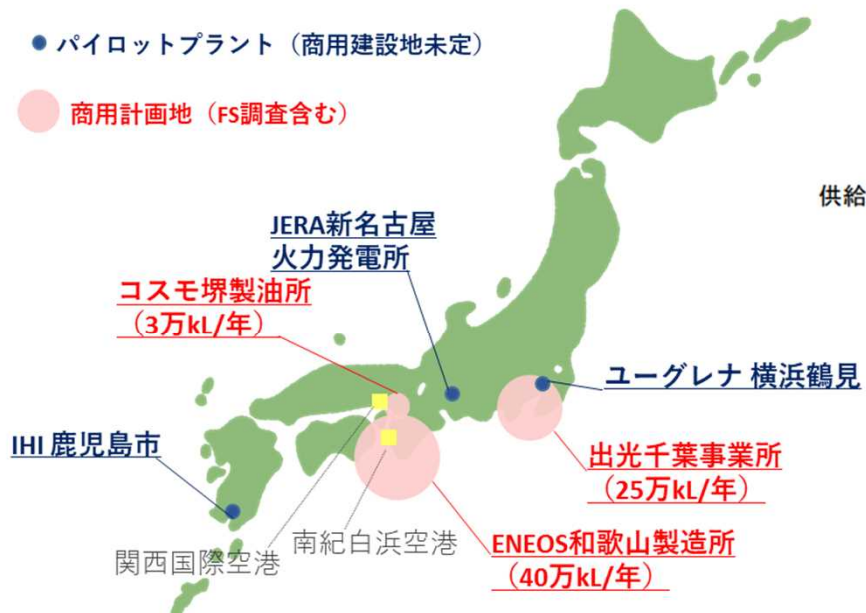 パイロットプラント（商用建設地未定）
商用計画地（FS調査含む）
供給
JERA新名古屋
火力発電所
コスモ堺製油所
（3万kL/年）
ユーグレナ 横浜鶴見
IHI 鹿児島市
出光千葉事業所
（25万kL/年）
南紀白浜空港
関西国際空港
ENEOS和歌山製造所
（40万kL/年）